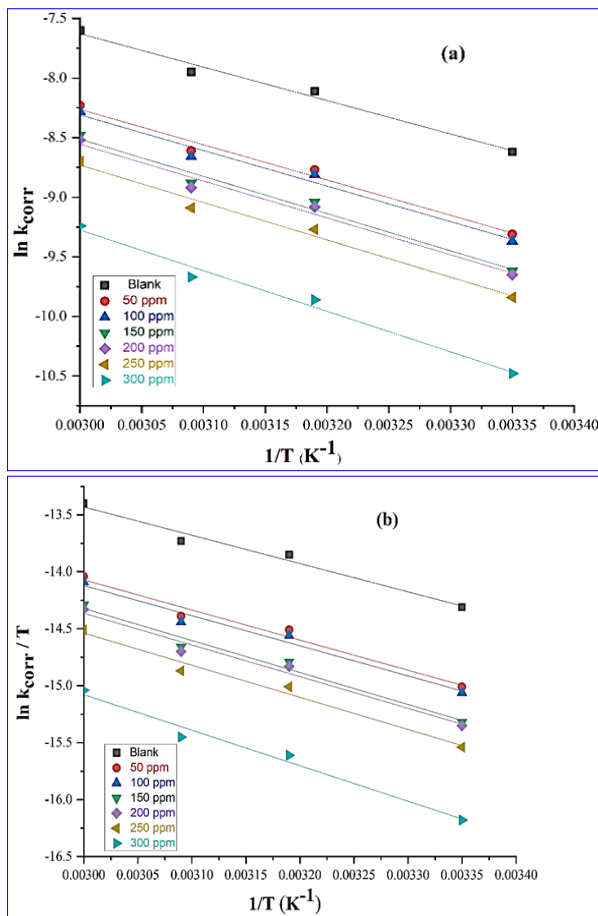 (a)
-7.5
-8.0
-8.5
-9.0
-9.5
-10.0
-10.5
ln kcorr
Blank
50 ppm
100 ppm
150 ppm
200 ppm
250 ppm
300 ppm
0.00300 0.00305 0.00310 0.00315 0.00320 0.00325 0.00330 0.00335 0.00340
1/T (K-1)
(b)
-13.5
-14.0
-14.5
-15.0
-15.5
-16.0
-16.5
ln kcorr / T
Blank
50 ppm
100 ppm
150 ppm
200 ppm
250 ppm
300 ppm
0.00300 0.00305 0.00310 0.00315 0.00320 0.00325 0.00330 0.00335 0.00340
1/T (K-1)